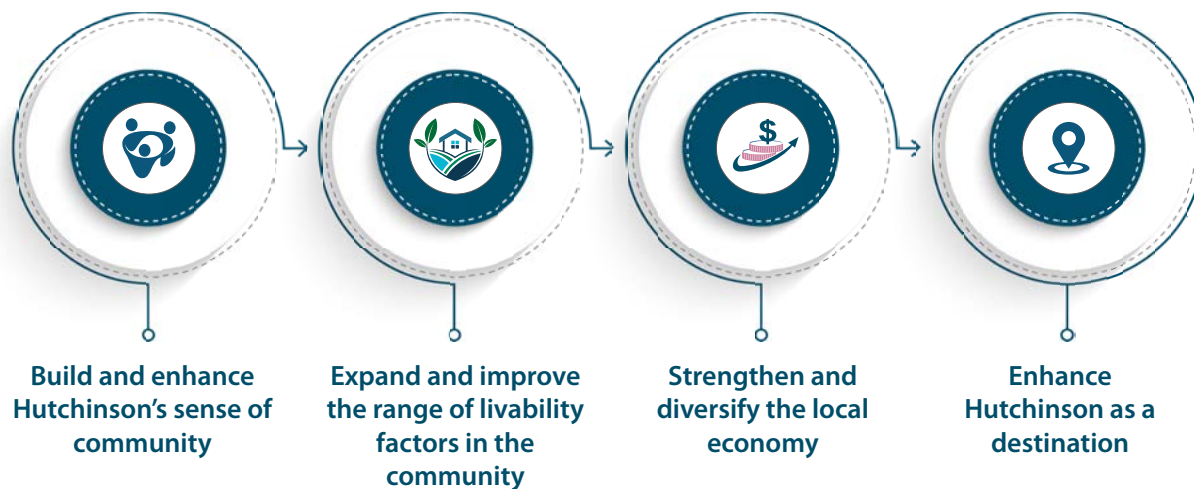 $
Build and enhance
Hutchinson’s sense of
community
Expand and improve
the range of livability
factors in the
community
Strengthen and
diversify the local
economy
Enhance
Hutchinson as a
destination